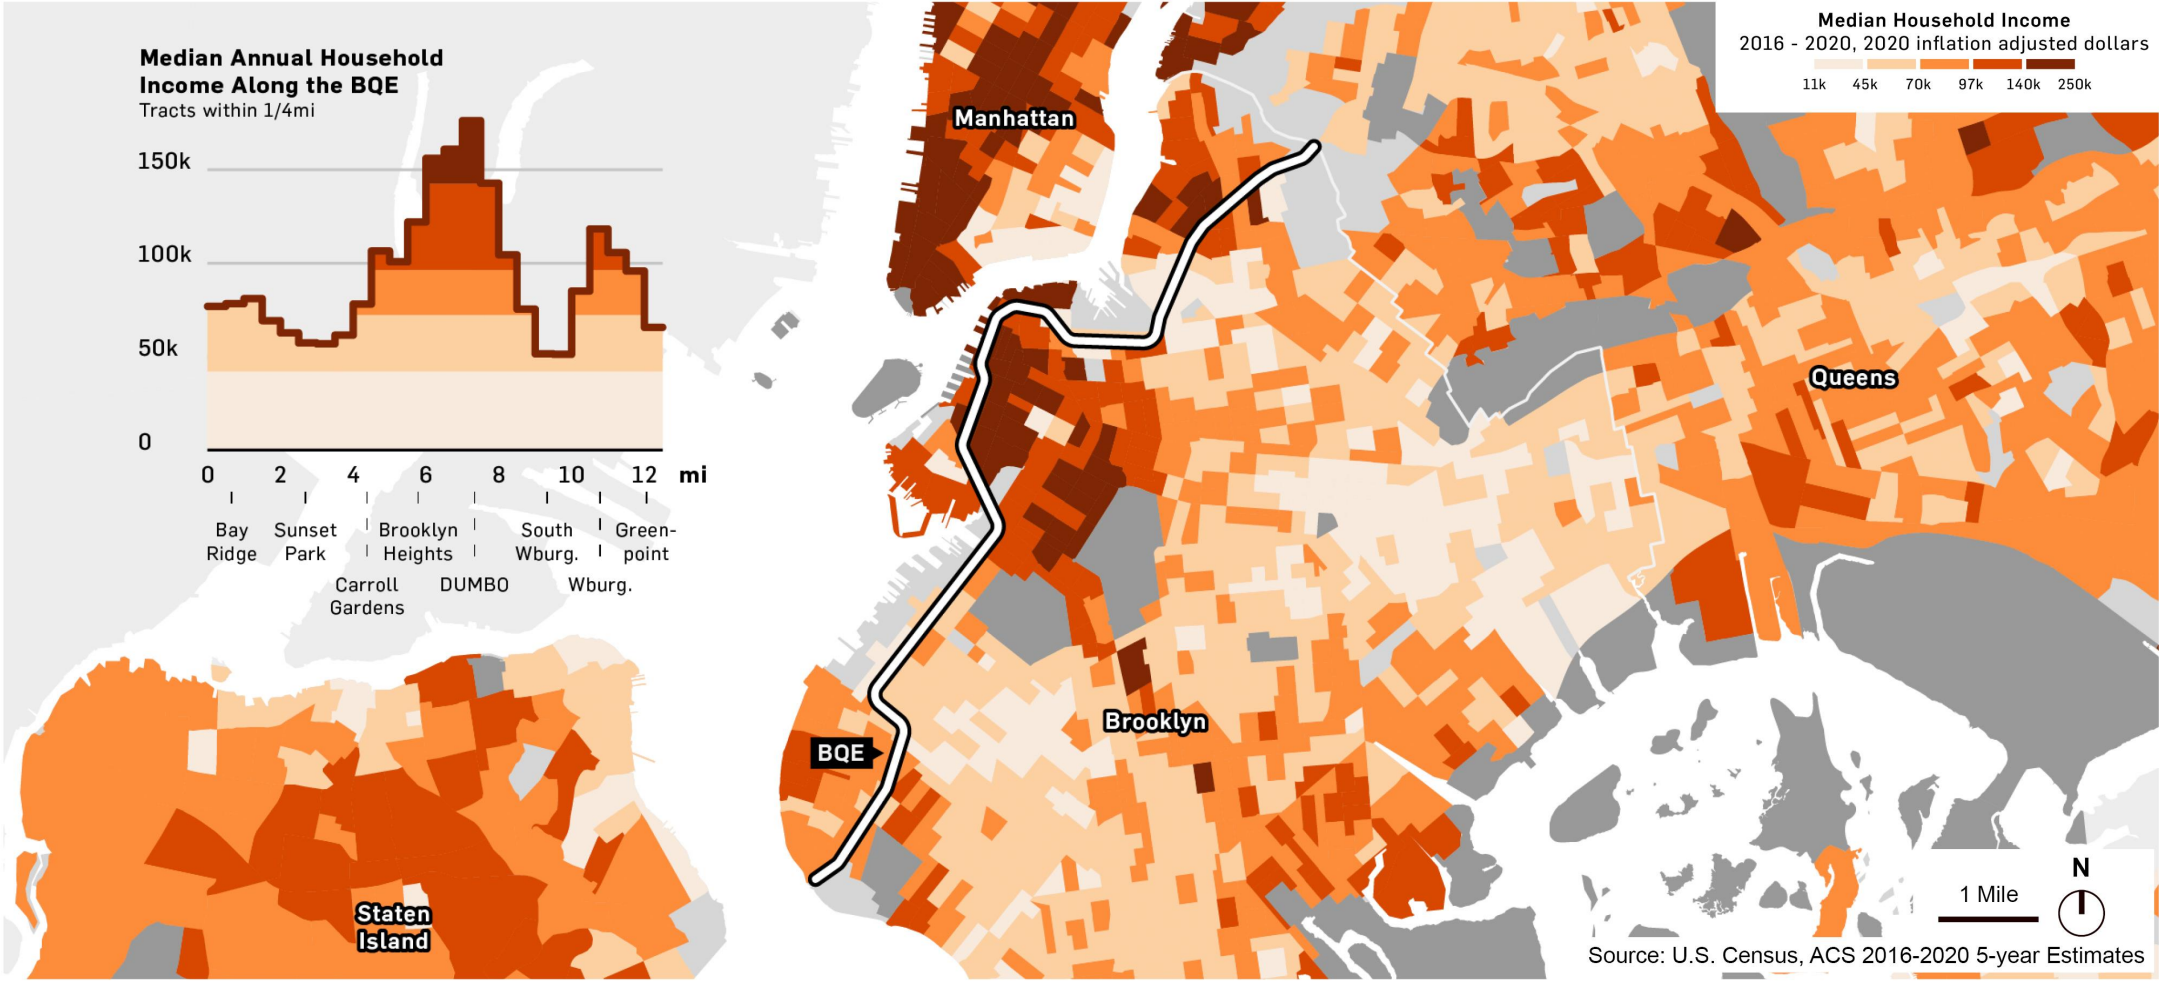 Median Annual Household
Income Along the BQE
Tracts within 1/4mi
150k
100k
50k
0
0 2 4 6 8 10 12 mi
Bay
Ridge
Sunset
Park
Carroll
Gardens
Brooklyn
Heights
DUMBO
South
Wburg.
Wburg.
Green-
point
Manhattan
Queens
Brooklyn
BQE
Staten
Island
Median Household Income
2016 - 2020, 2020 inflation adjusted dollars
11k 45k 70k 97k 140k 250k
1 Mile
N
Source: U.S. Census, ACS 2016-2020 5-year Estimates